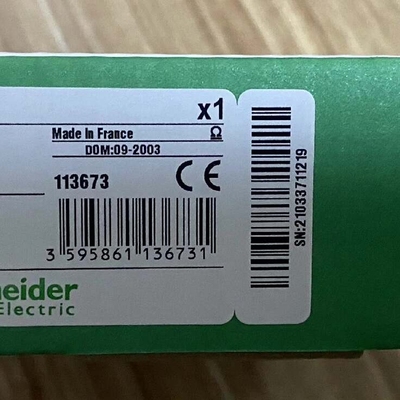 x1
Made In France
Ω
DOM:09-2003
113673
CE
3 595861 136731
neider
Electric
SN:21033711219